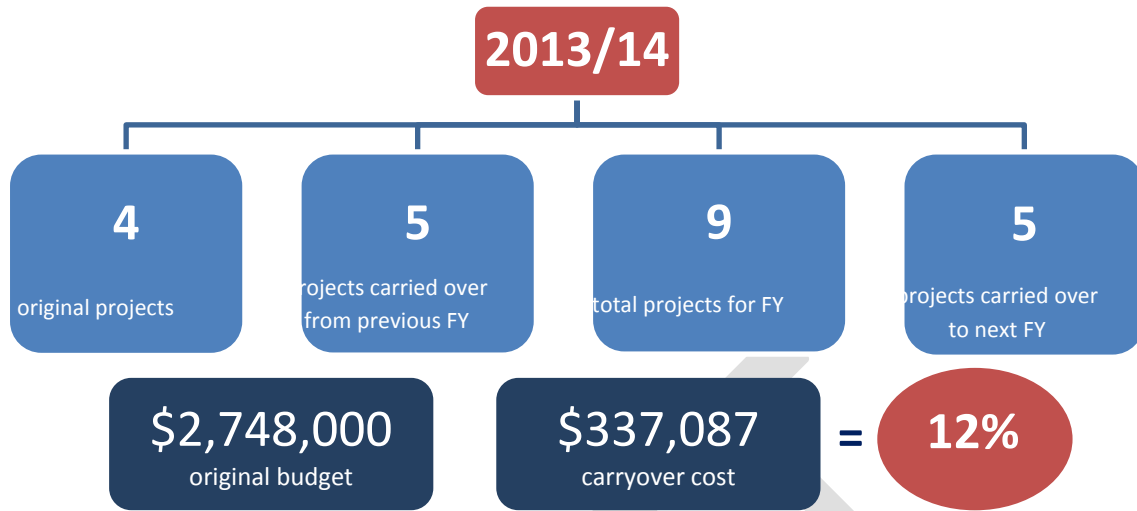 2013/14
4
original projects
5
rojects carried over
from previous FY
9
total projects for FY
5
projects carried over
to next FY
$2,748,000
original budget
$337,087
carryover cost
=
12%